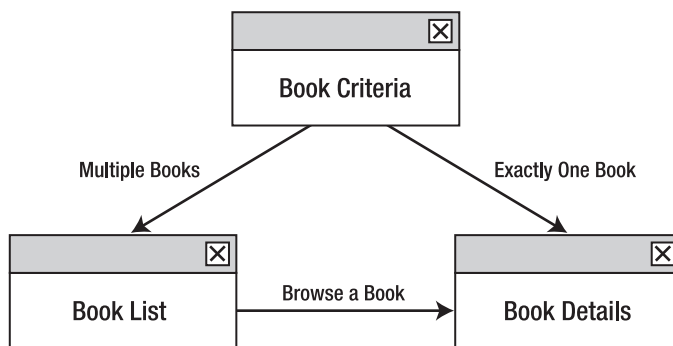 Book Criteria
Multiple Books
Exactly One Book
Book List
Browse a Book
Book Details